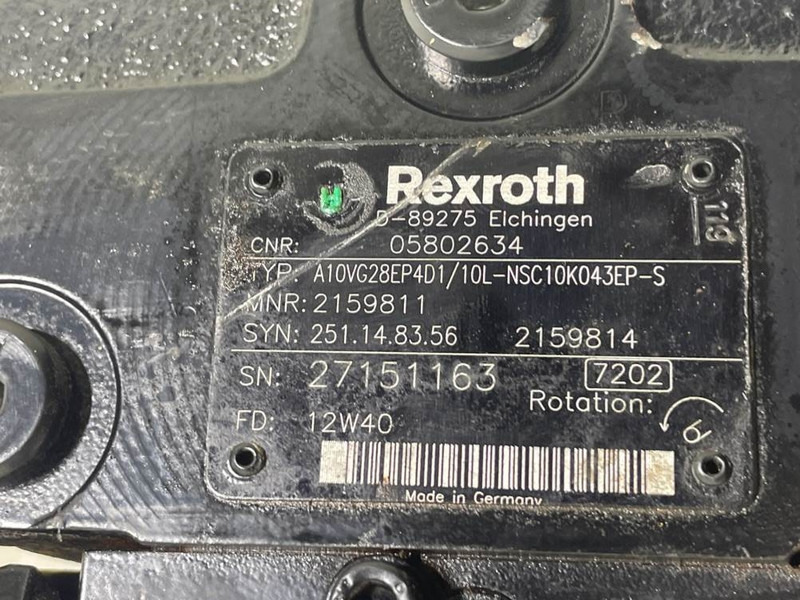 Rexroth
D-89275 Elchingen
CNR: 05802634
TYP: A10VG28EP4D1/10L-NSC10K043EP-S
MNR: 2159811
SYN: 251.14.83.56 2159814
SN: 27151163 7202
Rotation:
FD: 12W40
Made in Germany